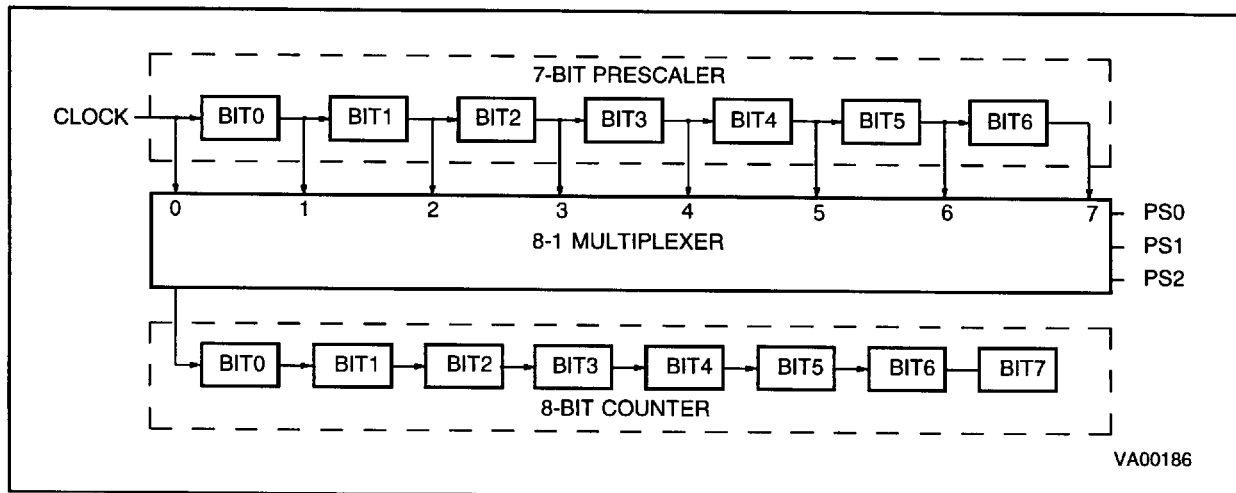 7-BIT PRESCALER
CLOCK BIT0 BIT1 BIT2 BIT3 BIT4 BIT5 BIT6
0 1 2 3 4 5 6 7 PS0
8-1 MULTIPLEXER PS1
PS2
BIT0 BIT1 BIT2 BIT3 BIT4 BIT5 BIT6 BIT7
8-BIT COUNTER
VA00186